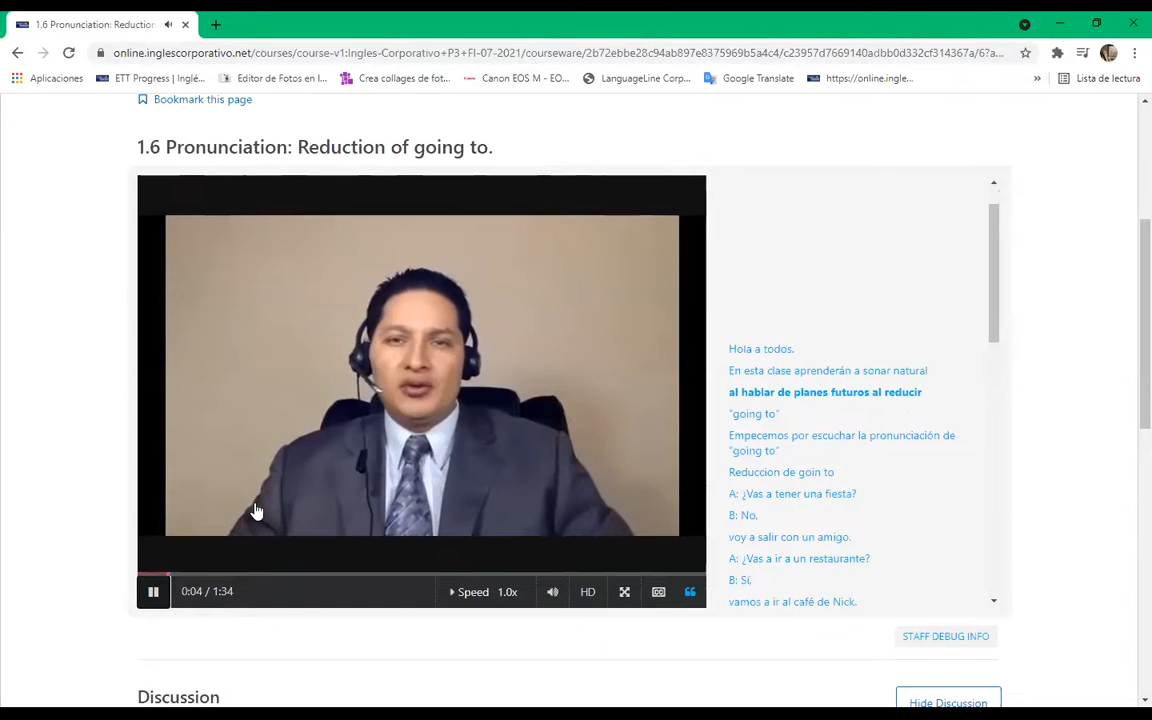 1.6 Pronunciation: Reduction
online.inglescorporativo.net/courses/course-v1:Ingles-Corporativo+P3+FI-07-2021/courseware/2b72ebbe28c94ab897e8375969b5a4c4/c23957d7669140adbb0d332cf314367a/6?a...
Aplicaciones
ETT Progress | Inglé...
Editor de Fotos en l...
Crea collages de fot...
Canon EOS M - EO...
LanguageLine Corp...
Google Translate
https://online.ingle...
»
Lista de lectura
Bookmark this page
1.6 Pronunciation: Reduction of going to.
Hola a todos.
En esta clase aprenderán a sonar natural
al hablar de planes futuros al reducir
"going to"
Empecemos por escuchar la pronunciación de
"going to"
Reduccion de goin to
A: ¿Vas a tener una fiesta?
B: No,
voy a salir con un amigo.
A: ¿Vas a ir a un restaurante?
B: Sí,
vamos a ir al café de Nick.
0:04 / 1:34
Speed 1.0x
HD
CC
STAFF DEBUG INFO
Discussion
Hide Discussion